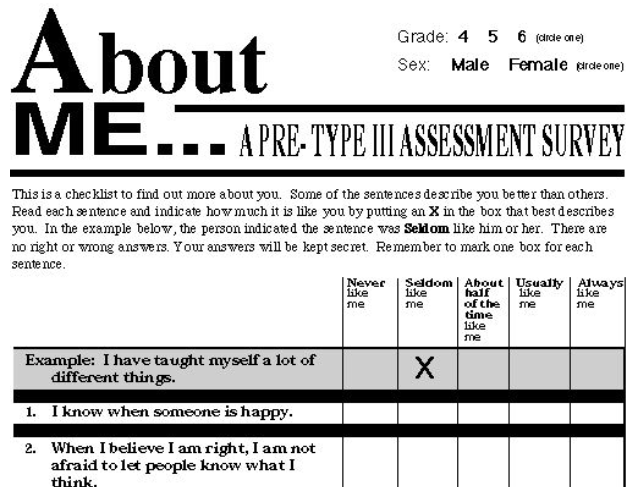 About
ME...
Grade: 4 5 6 (circle one)
Sex: Male Female (circle one)
A PRE-TYPE III ASSESSMENT SURVEY
This is a checklist to find out more about you. Some of the sentences describe you better than others.
Read each sentence and indicate how much it is like you by putting an X in the box that best describes
you. In the example below, the person indicated the sentence was Seldom like him or her. There are
no right or wrong answers. Your answers will be kept secret. Remember to mark one box for each
sentence.
Never like me
Seldom like me
About half of the time like me
Usually like me
Always like me
Example: I have taught myself a lot of
different things.
X
1. I know when someone is happy.
2. When I believe I am right, I am not
afraid to let people know what I
think.